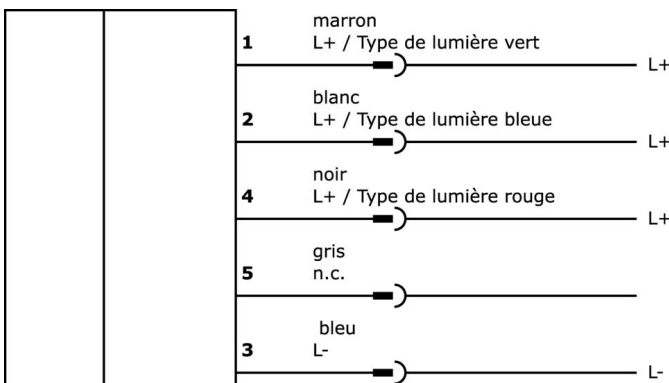 marron
1 L+ / Type de lumière vert
L+
blanc
2 L+ / Type de lumière bleue
L+
noir
4 L+ / Type de lumière rouge
L+
gris
5 n.c.
bleu
3 L-
L-